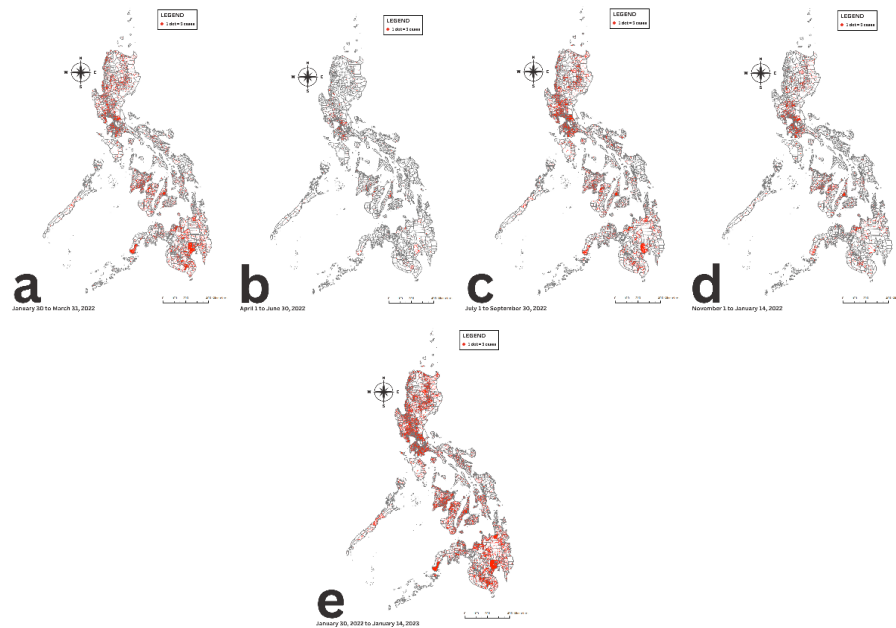 LEGEND
1 dot = 3 cases
N
W E
S
a
January 30 to March 31, 2022
LEGEND
1 dot = 3 cases
N
W E
S
b
April 1 to June 30, 2022
LEGEND
1 dot = 3 cases
N
W E
S
c
July 1 to September 30, 2022
LEGEND
1 dot = 3 cases
N
W E
S
d
November 1 to January 14, 2022
LEGEND
1 dot = 3 cases
N
W E
S
e
January 30, 2022 to January 14, 2023